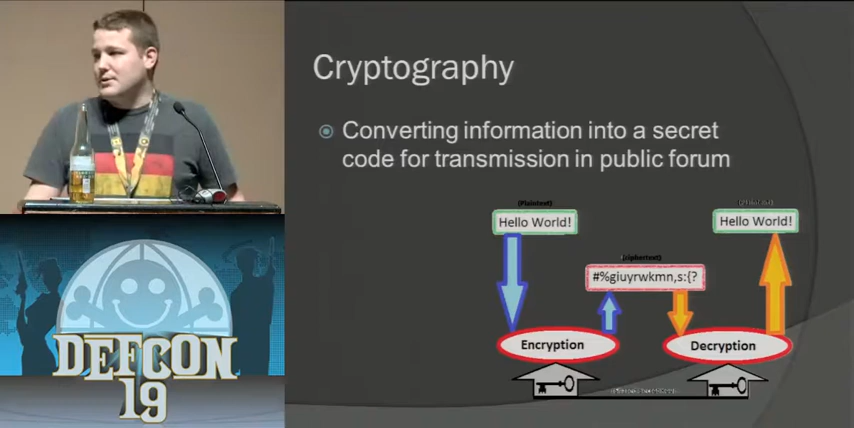 Cryptography
Converting information into a secret
code for transmission in public forum
(Plaintext)
Hello World!
(Plaintext)
Hello World!
(ciphertext)
#%giuyrwkmn,s:{?
Encryption
Decryption
DEFCON
19